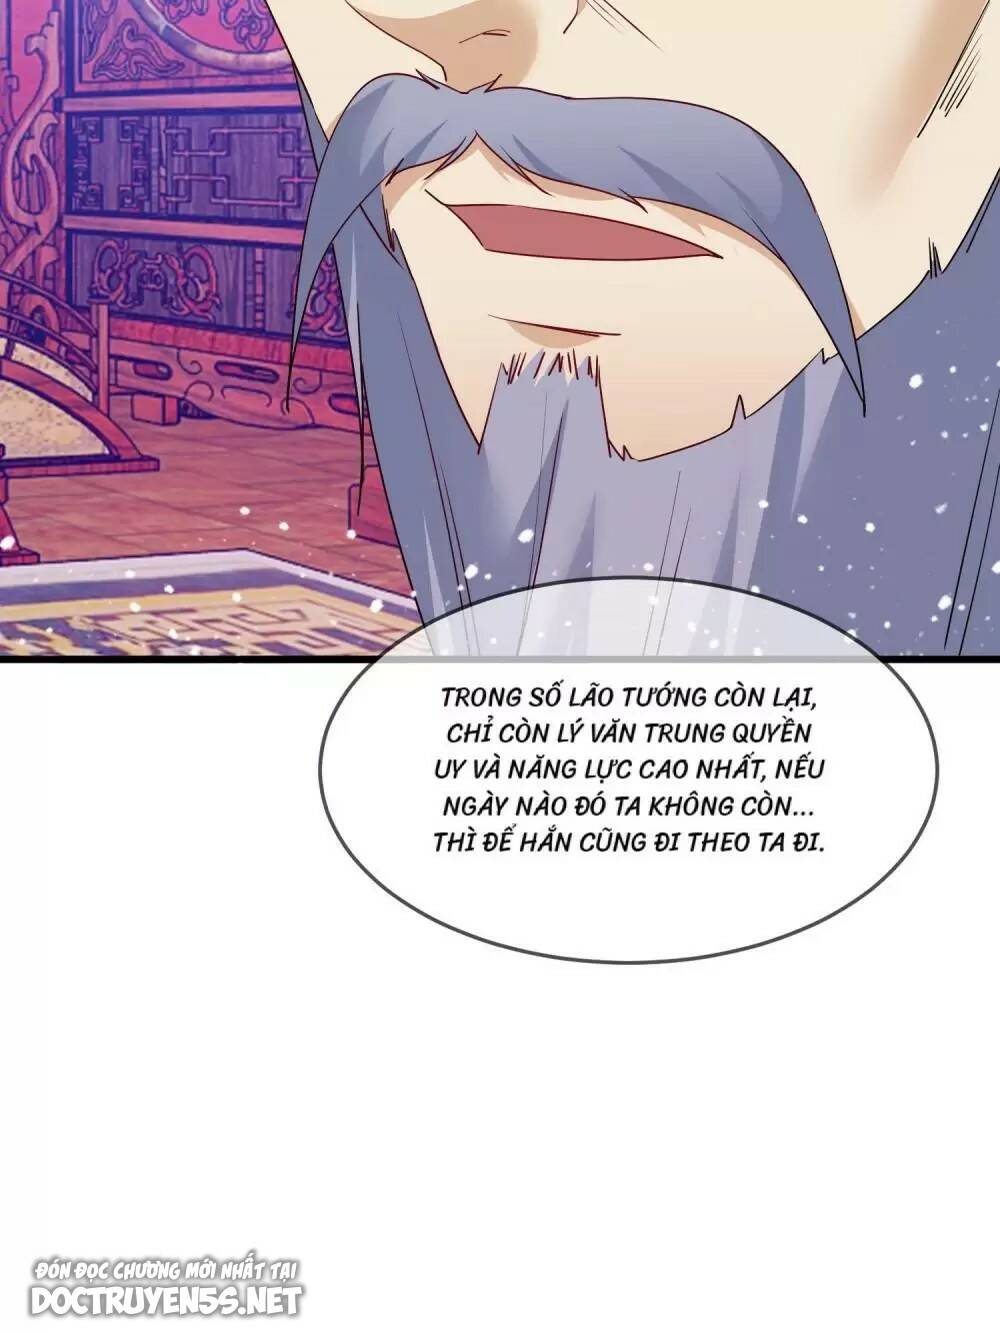 TRONG SỐ LÃO TƯỚNG CÒN LẠI,
CHỈ CÒN LÝ VĂN TRUNG QUYỀN
UY VÀ NĂNG LỰC CAO NHẤT, NẾU
NGÀY NÀO ĐÓ TA KHÔNG CÒN...
THÌ ĐỂ HẮN CŨNG ĐI THEO TA ĐI.
ĐÓN ĐỌC CHƯƠNG MỚI NHẤT TẠI
DOCTRUYEN5S.NET